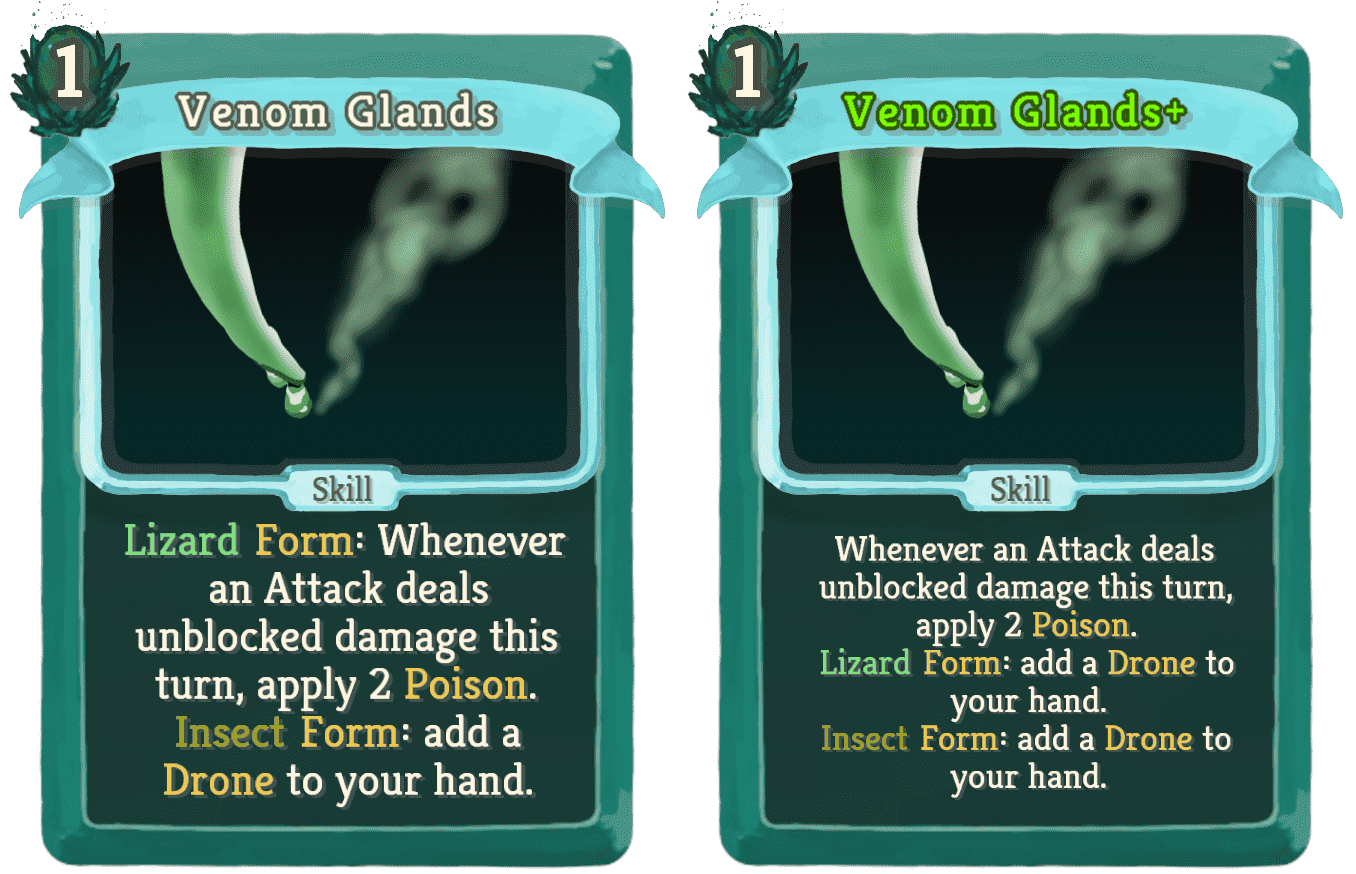 1
Venom Glands
Skill
Lizard Form: Whenever
an Attack deals
unblocked damage this
turn, apply 2 Poison.
Insect Form: add a
Drone to your hand.
1
Venom Glands+
Skill
Whenever an Attack deals
unblocked damage this turn,
apply 2 Poison.
Lizard Form: add a Drone to
your hand.
Insect Form: add a Drone to
your hand.